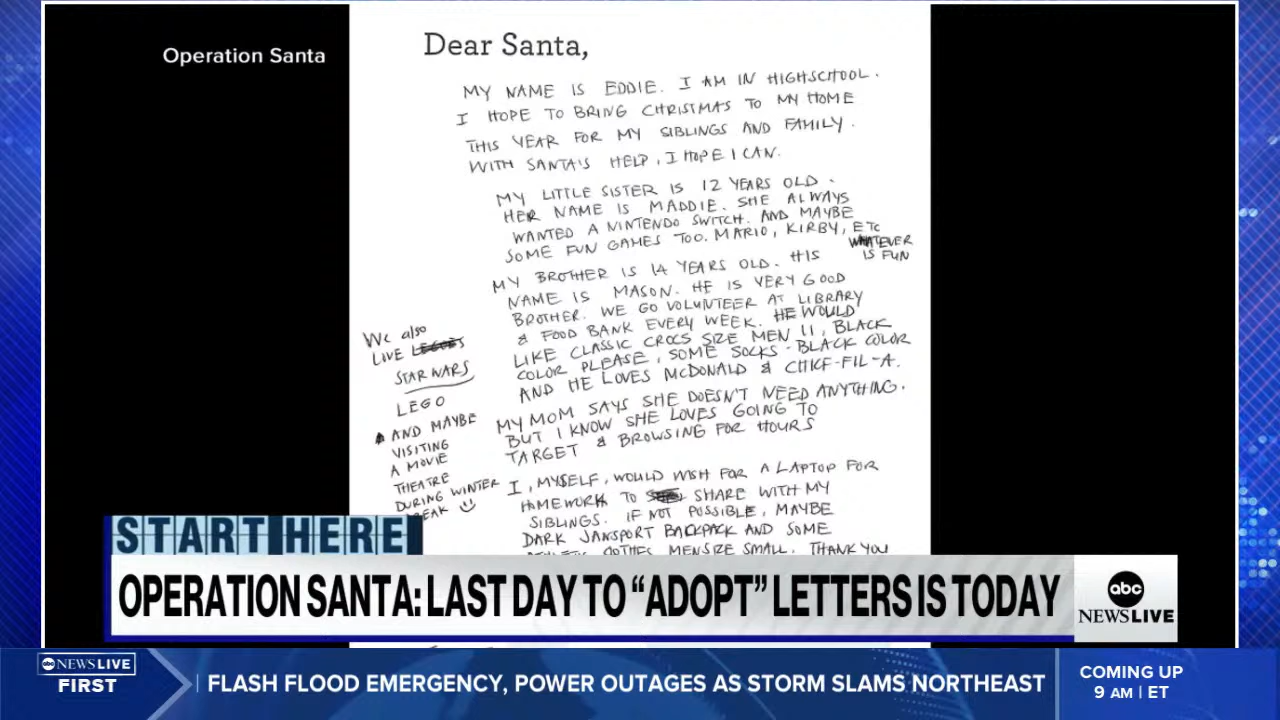 Operation Santa
Dear Santa,
MY NAME IS EDDIE. I AM IN HIGHSCHOOL.
I HOPE TO BRING CHRISTMAS TO MY HOME
THIS YEAR FOR MY SIBLINGS AND FAMILY.
WITH SANTA'S HELP, I HOPE I CAN.
MY LITTLE SISTER IS 12 YEARS OLD.
HER NAME IS MADDIE. SHE ALWAYS
WANTED A NINTENDO SWITCH. AND MAYBE
SOME FUN GAMES TOO. MARIO, KIRBY, ETC
WHATEVER
IS FUN
MY BROTHER IS 14 YEARS OLD. HIS
NAME IS MASON. HE IS VERY GOOD
BROTHER. WE GO VOLUNTEER AT LIBRARY
& FOOD BANK EVERY WEEK. HE WOULD
LIKE CLASSIC CROCS SIZE MEN 11, BLACK
COLOR PLEASE, SOME SOCKS - BLACK COLOR
AND HE LOVES MCDONALD & CHICK-FIL-A.
MY MOM SAYS SHE DOESN'T NEED ANYTHING.
BUT I KNOW SHE LOVES GOING TO
TARGET & BROWSING FOR HOURS
I, MYSELF, WOULD WISH FOR A LAPTOP FOR
HOMEWORK TO SHARE WITH MY
SIBLINGS. IF NOT POSSIBLE, MAYBE
DARK JANSPORT BACKPACK AND SOME
CLOTHES MENSIZE SMALL. THANK YOU
We also
LIVE LEGOS
STAR WARS
LEGO
AND MAYBE
VISITING
A MOVIE
THEATRE
DURING WINTER
BREAK
START HERE
OPERATION SANTA: LAST DAY TO “ADOPT” LETTERS IS TODAY
abc
NEWS LIVE
abc NEWS LIVE
FIRST
FLASH FLOOD EMERGENCY, POWER OUTAGES AS STORM SLAMS NORTHEAST
COMING UP
9 AM | ET